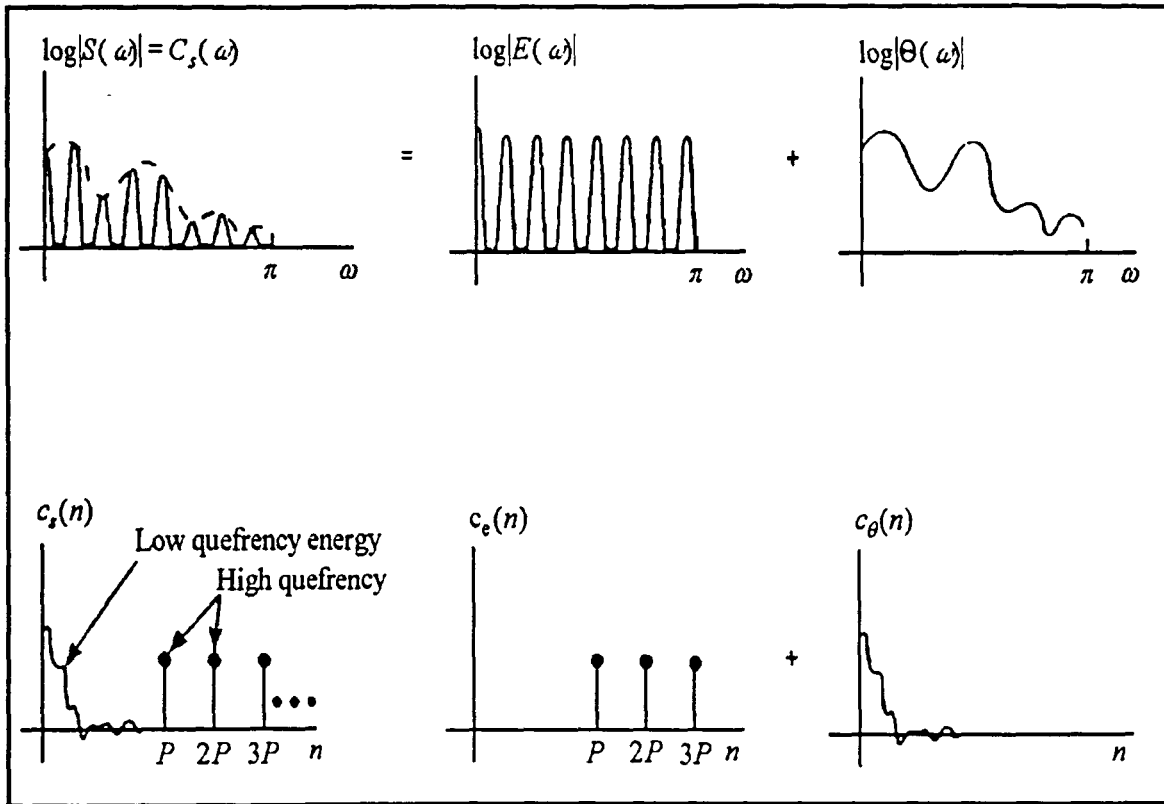 log|S(ω)| = C_s(ω)
log|E(ω)|
log|Θ(ω)|
=
+
π ω
π ω
π ω
c_s(n)
c_e(n)
c_θ(n)
Low quefrency energy
High quefrency
+
P 2P 3P n
P 2P 3P n
n